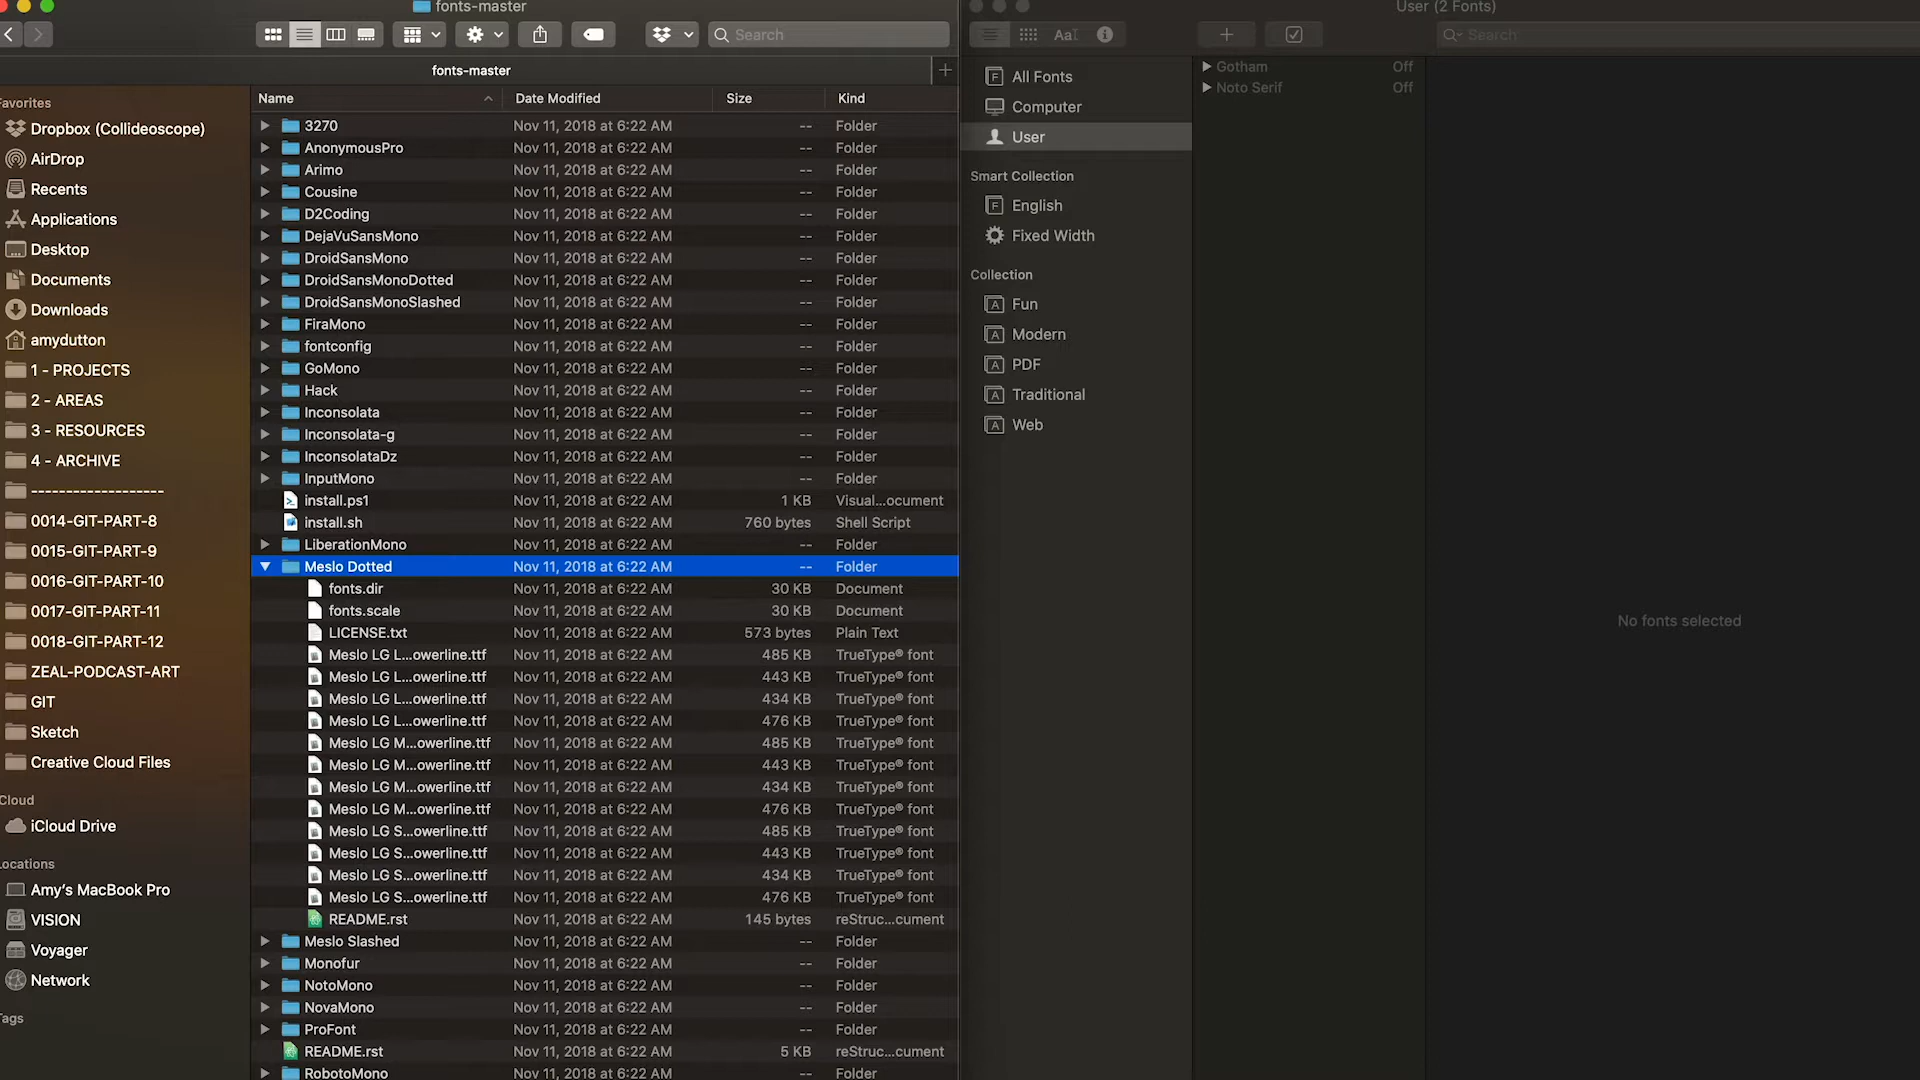 fonts-master
Search
fonts-master
Favorites
Dropbox (Collideoscope)
AirDrop
Recents
Applications
Desktop
Documents
Downloads
amydutton
1 - PROJECTS
2 - AREAS
3 - RESOURCES
4 - ARCHIVE
-------------------
0014-GIT-PART-8
0015-GIT-PART-9
0016-GIT-PART-10
0017-GIT-PART-11
0018-GIT-PART-12
ZEAL-PODCAST-ART
GIT
Sketch
Creative Cloud Files
iCloud
iCloud Drive
Locations
Amy's MacBook Pro
VISION
Voyager
Network
Tags
Name Date Modified Size Kind
3270 Nov 11, 2018 at 6:22 AM -- Folder
AnonymousPro Nov 11, 2018 at 6:22 AM -- Folder
Arimo Nov 11, 2018 at 6:22 AM -- Folder
Cousine Nov 11, 2018 at 6:22 AM -- Folder
D2Coding Nov 11, 2018 at 6:22 AM -- Folder
DejaVuSansMono Nov 11, 2018 at 6:22 AM -- Folder
DroidSansMono Nov 11, 2018 at 6:22 AM -- Folder
DroidSansMonoDotted Nov 11, 2018 at 6:22 AM -- Folder
DroidSansMonoSlashed Nov 11, 2018 at 6:22 AM -- Folder
FiraMono Nov 11, 2018 at 6:22 AM -- Folder
fontconfig Nov 11, 2018 at 6:22 AM -- Folder
GoMono Nov 11, 2018 at 6:22 AM -- Folder
Hack Nov 11, 2018 at 6:22 AM -- Folder
Inconsolata Nov 11, 2018 at 6:22 AM -- Folder
Inconsolata-g Nov 11, 2018 at 6:22 AM -- Folder
InconsolataDz Nov 11, 2018 at 6:22 AM -- Folder
InputMono Nov 11, 2018 at 6:22 AM -- Folder
install.ps1 Nov 11, 2018 at 6:22 AM 1 KB Visual...ocument
install.sh Nov 11, 2018 at 6:22 AM 760 bytes Shell Script
LiberationMono Nov 11, 2018 at 6:22 AM -- Folder
Meslo Dotted Nov 11, 2018 at 6:22 AM -- Folder
fonts.dir Nov 11, 2018 at 6:22 AM 30 KB Document
fonts.scale Nov 11, 2018 at 6:22 AM 30 KB Document
LICENSE.txt Nov 11, 2018 at 6:22 AM 573 bytes Plain Text
Meslo LG L...owerline.ttf Nov 11, 2018 at 6:22 AM 485 KB TrueType® font
Meslo LG L...owerline.ttf Nov 11, 2018 at 6:22 AM 443 KB TrueType® font
Meslo LG L...owerline.ttf Nov 11, 2018 at 6:22 AM 434 KB TrueType® font
Meslo LG L...owerline.ttf Nov 11, 2018 at 6:22 AM 476 KB TrueType® font
Meslo LG M...owerline.ttf Nov 11, 2018 at 6:22 AM 485 KB TrueType® font
Meslo LG M...owerline.ttf Nov 11, 2018 at 6:22 AM 443 KB TrueType® font
Meslo LG M...owerline.ttf Nov 11, 2018 at 6:22 AM 434 KB TrueType® font
Meslo LG M...owerline.ttf Nov 11, 2018 at 6:22 AM 476 KB TrueType® font
Meslo LG S...owerline.ttf Nov 11, 2018 at 6:22 AM 485 KB TrueType® font
Meslo LG S...owerline.ttf Nov 11, 2018 at 6:22 AM 443 KB TrueType® font
Meslo LG S...owerline.ttf Nov 11, 2018 at 6:22 AM 434 KB TrueType® font
Meslo LG S...owerline.ttf Nov 11, 2018 at 6:22 AM 476 KB TrueType® font
README.rst Nov 11, 2018 at 6:22 AM 145 bytes reStruc...cument
Meslo Slashed Nov 11, 2018 at 6:22 AM -- Folder
Monofur Nov 11, 2018 at 6:22 AM -- Folder
NotoMono Nov 11, 2018 at 6:22 AM -- Folder
NovaMono Nov 11, 2018 at 6:22 AM -- Folder
ProFont Nov 11, 2018 at 6:22 AM -- Folder
README.rst Nov 11, 2018 at 6:22 AM 5 KB reStruc...cument
RobotoMono Nov 11, 2018 at 6:22 AM -- Folder
User (2 Fonts)
Search
All Fonts
Computer
User
Smart Collection
English
Fixed Width
Collection
Fun
Modern
PDF
Traditional
Web
Gotham Off
Noto Serif Off
No fonts selected